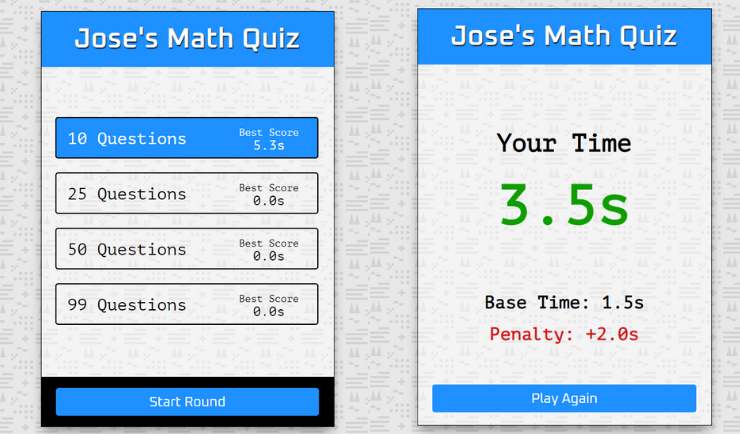 Jose's Math Quiz
10 Questions
Best Score
5.3s
25 Questions
Best Score
0.0s
50 Questions
Best Score
0.0s
99 Questions
Best Score
0.0s
Start Round
Jose's Math Quiz
Your Time
3.5s
Base Time: 1.5s
Penalty: +2.0s
Play Again